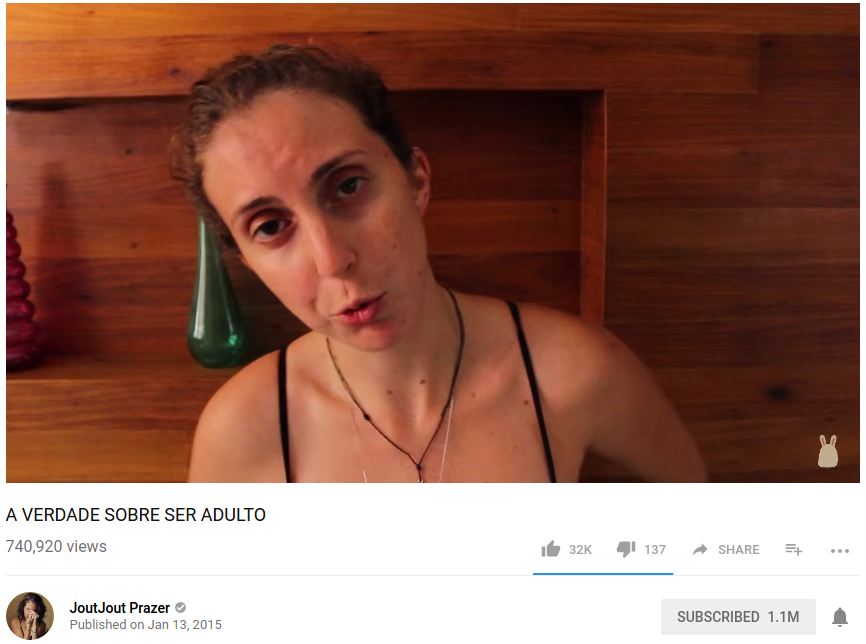 A VERDADE SOBRE SER ADULTO
740,920 views
32K 137 SHARE
JoutJout Prazer
Published on Jan 13, 2015
SUBSCRIBED 1.1M